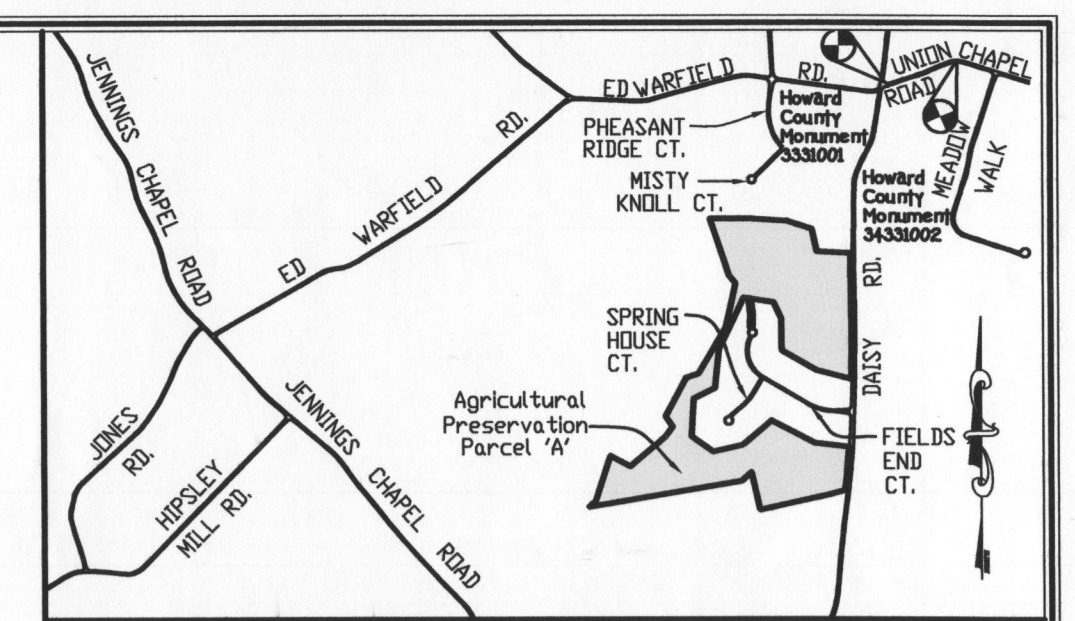 JENNINGS
CHAPEL
ROAD
ED WARFIELD
RD.
UNION CHAPEL
ROAD
PHEASANT
RIDGE CT.
Howard
County
Monument
3331001
MISTY
KNOLL CT.
MEADOW
WALK
Howard
County
Monument
34331002
ED
WARFIELD
RD.
RD.
DAISY
SPRING
HOUSE
CT.
Agricultural
Preservation
Parcel 'A'
FIELDS
END
CT.
JONES
RD.
HIPSLEY
MILL RD.
JENNINGS
CHAPEL
ROAD